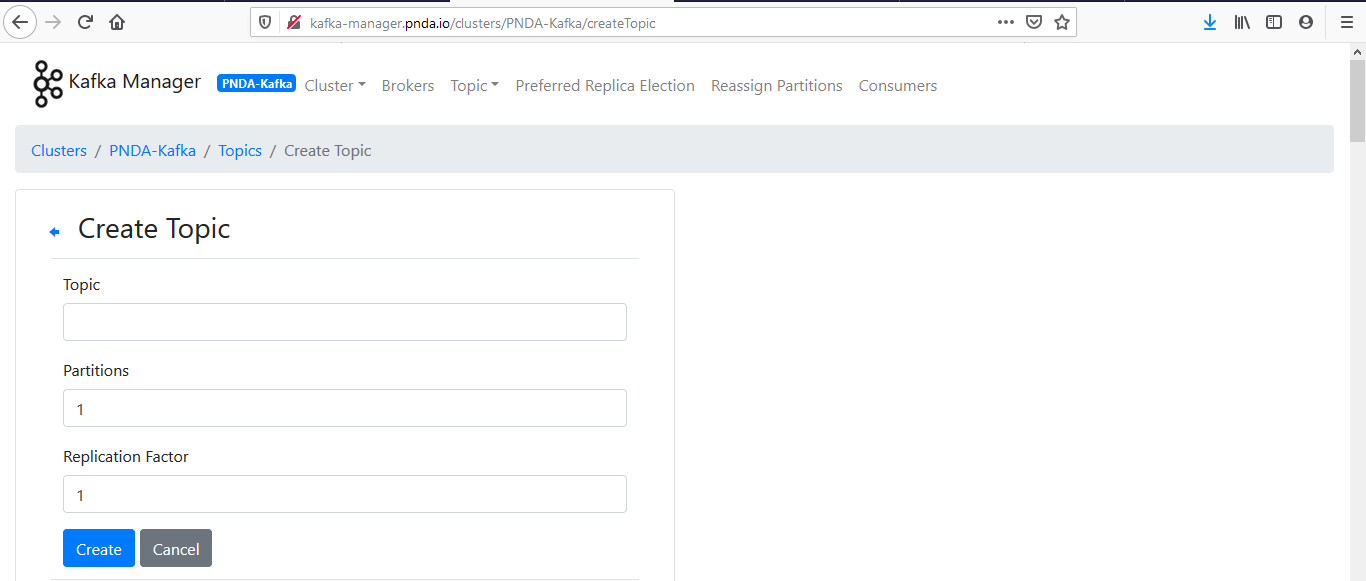 kafka-manager.pnda.io/clusters/PNDA-Kafka/createTopic
Kafka Manager PNDA-Kafka Cluster Brokers Topic Preferred Replica Election Reassign Partitions Consumers
Clusters / PNDA-Kafka / Topics / Create Topic
Create Topic
Topic
Partitions
1
Replication Factor
1
Create Cancel